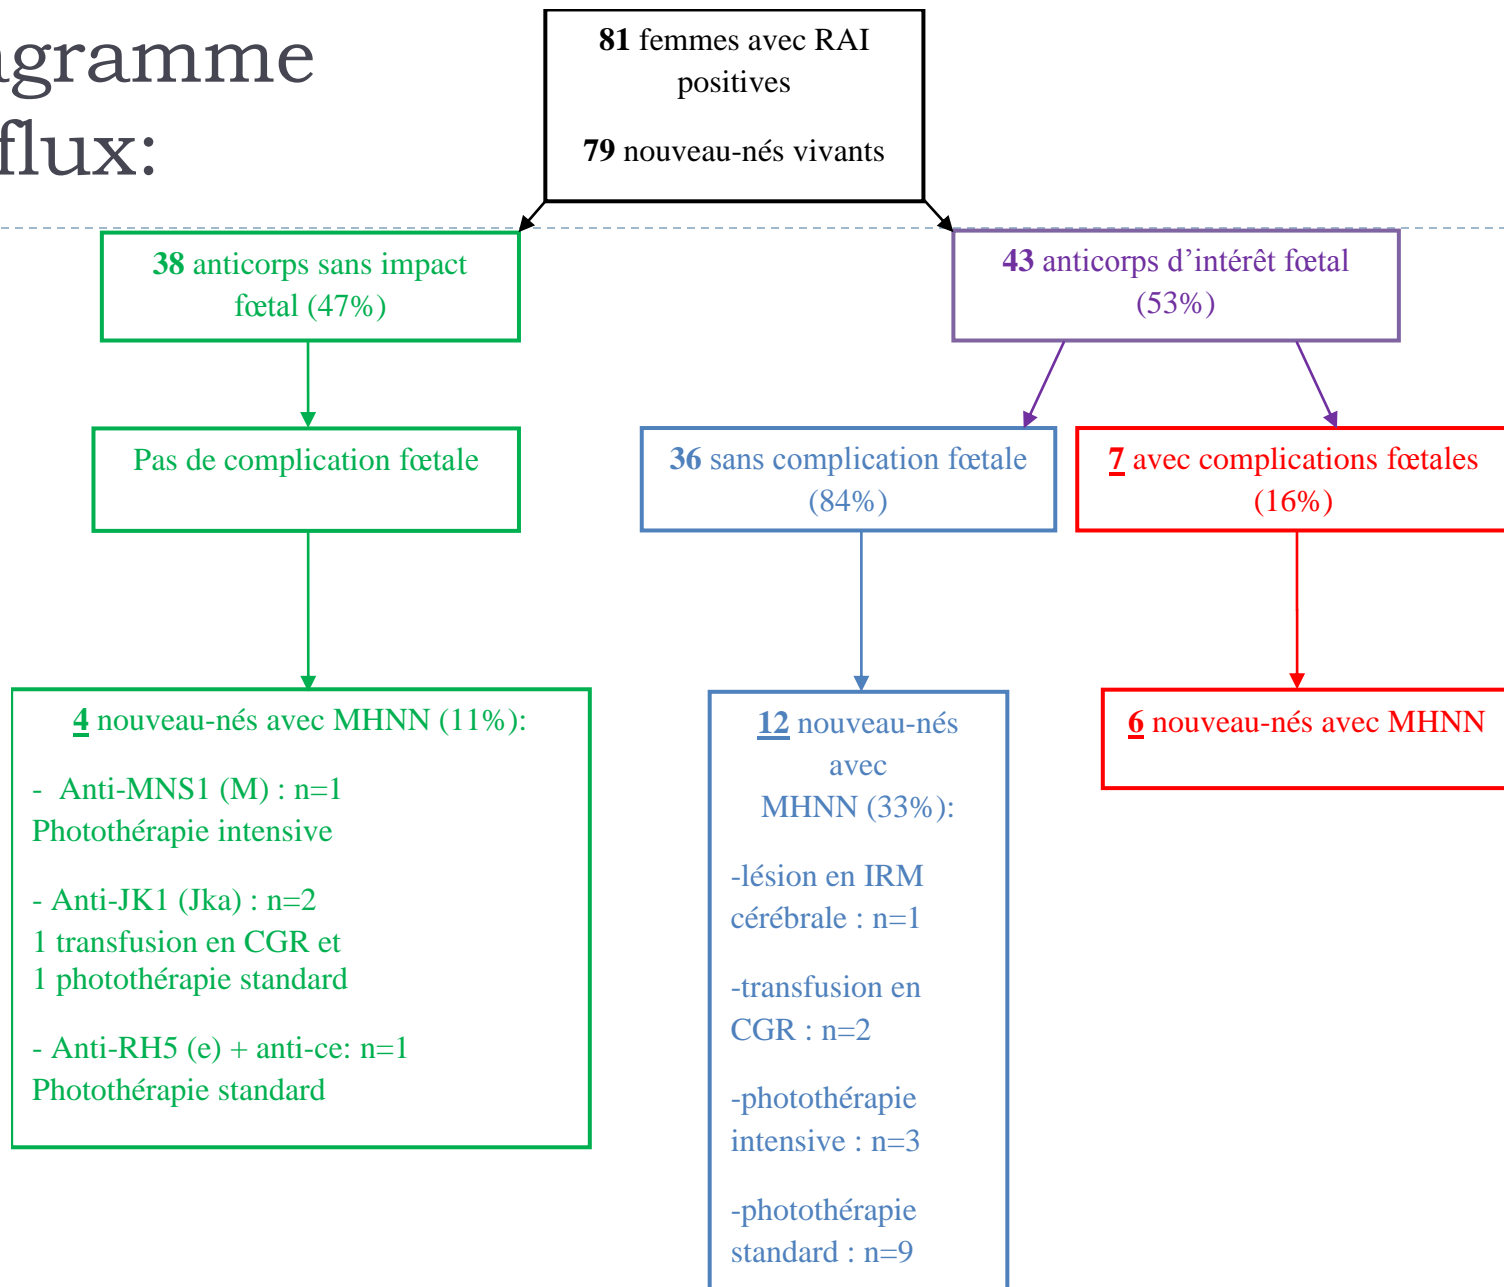 agramme
flux:
81 femmes avec RAI
positives
79 nouveau-nés vivants
38 anticorps sans impact
fœtal (47%)
43 anticorps d’intérêt fœtal
(53%)
Pas de complication fœtale
36 sans complication fœtale
(84%)
7 avec complications fœtales
(16%)
4 nouveau-nés avec MHNN (11%):
- Anti-MNS1 (M) : n=1
Photothérapie intensive
- Anti-JK1 (Jka) : n=2
1 transfusion en CGR et
1 photothérapie standard
- Anti-RH5 (e) + anti-ce: n=1
Photothérapie standard
12 nouveau-nés
avec
MHNN (33%):
-lésion en IRM
cérébrale : n=1
-transfusion en
CGR : n=2
-photothérapie
intensive : n=3
-photothérapie
standard : n=9
6 nouveau-nés avec MHNN